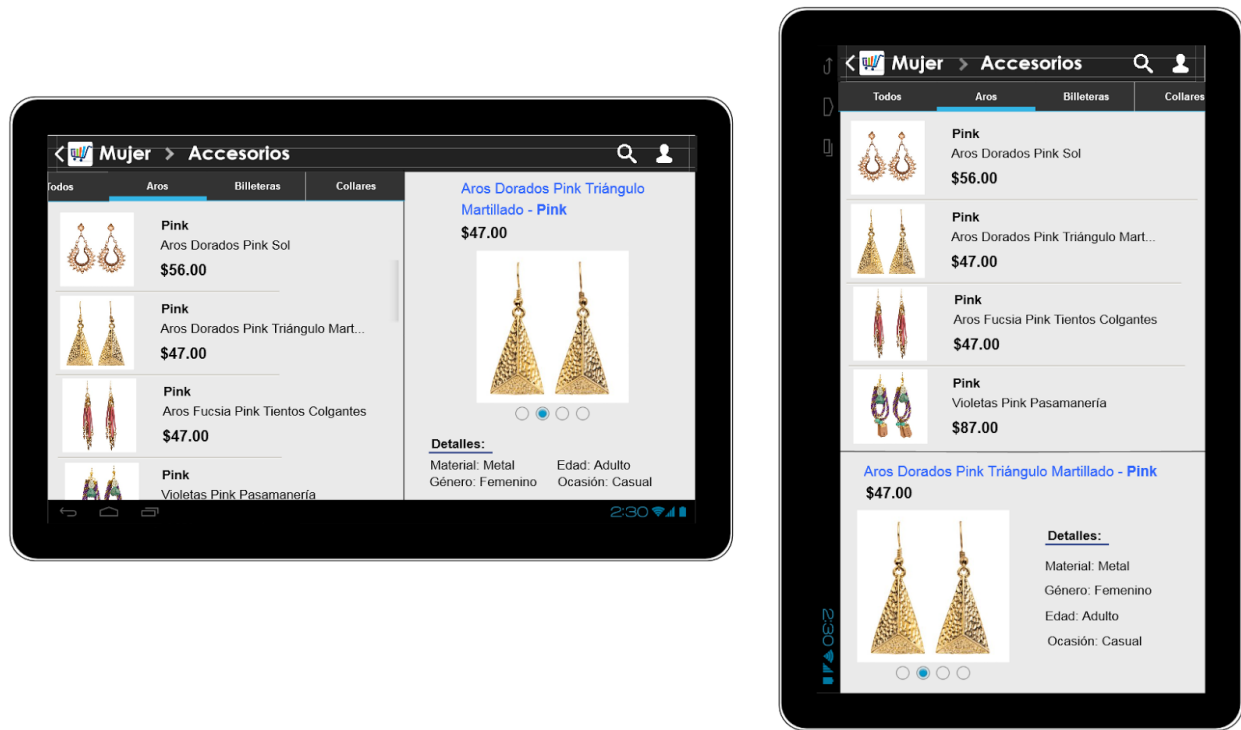 Mujer > Accesorios
Todos Aros Billeteras Collares
Pink
Aros Dorados Pink Sol
$56.00
Pink
Aros Dorados Pink Triángulo Mart...
$47.00
Pink
Aros Fucsia Pink Tientos Colgantes
$47.00
Pink
Violetas Pink Pasamanería
Aros Dorados Pink Triángulo
Martillado - Pink
$47.00
Detalles:
Material: Metal Edad: Adulto
Género: Femenino Ocasión: Casual
2:30
Mujer > Accesorios
Todos Aros Billeteras Collares
Pink
Aros Dorados Pink Sol
$56.00
Pink
Aros Dorados Pink Triángulo Mart...
$47.00
Pink
Aros Fucsia Pink Tientos Colgantes
$47.00
Pink
Violetas Pink Pasamanería
$87.00
Aros Dorados Pink Triángulo Martillado - Pink
$47.00
Detalles:
Material: Metal
Género: Femenino
Edad: Adulto
Ocasión: Casual
2:30